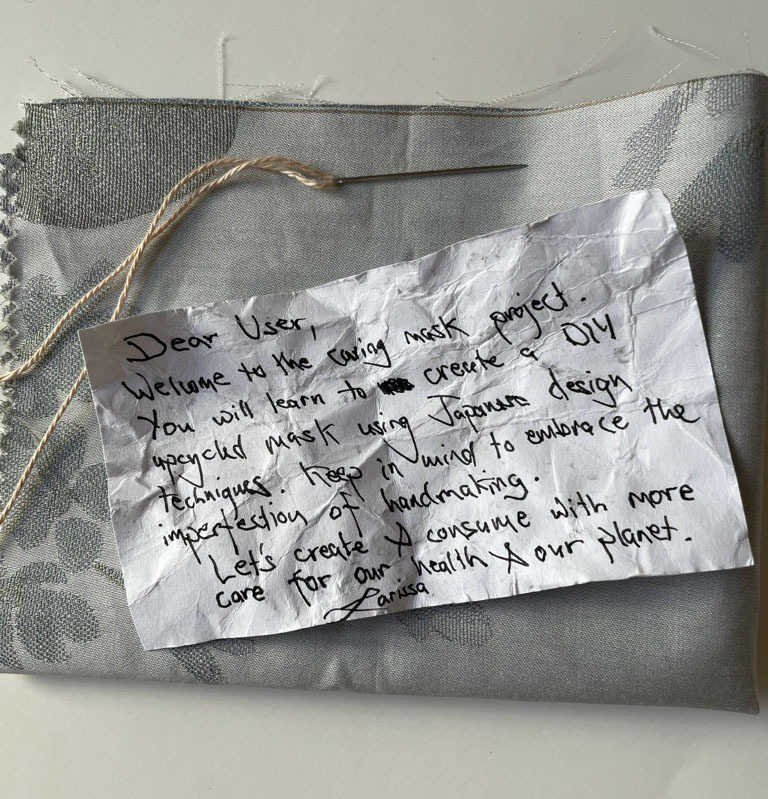 Dear User,
Welcome to the caring mask project.
You will learn to create a DIY
upcycled mask using Japanese design
techniques. Keep in mind to embrace the
imperfestion of handmaking.
Let's create & consume with more
care for our health & our planet.
Larissa